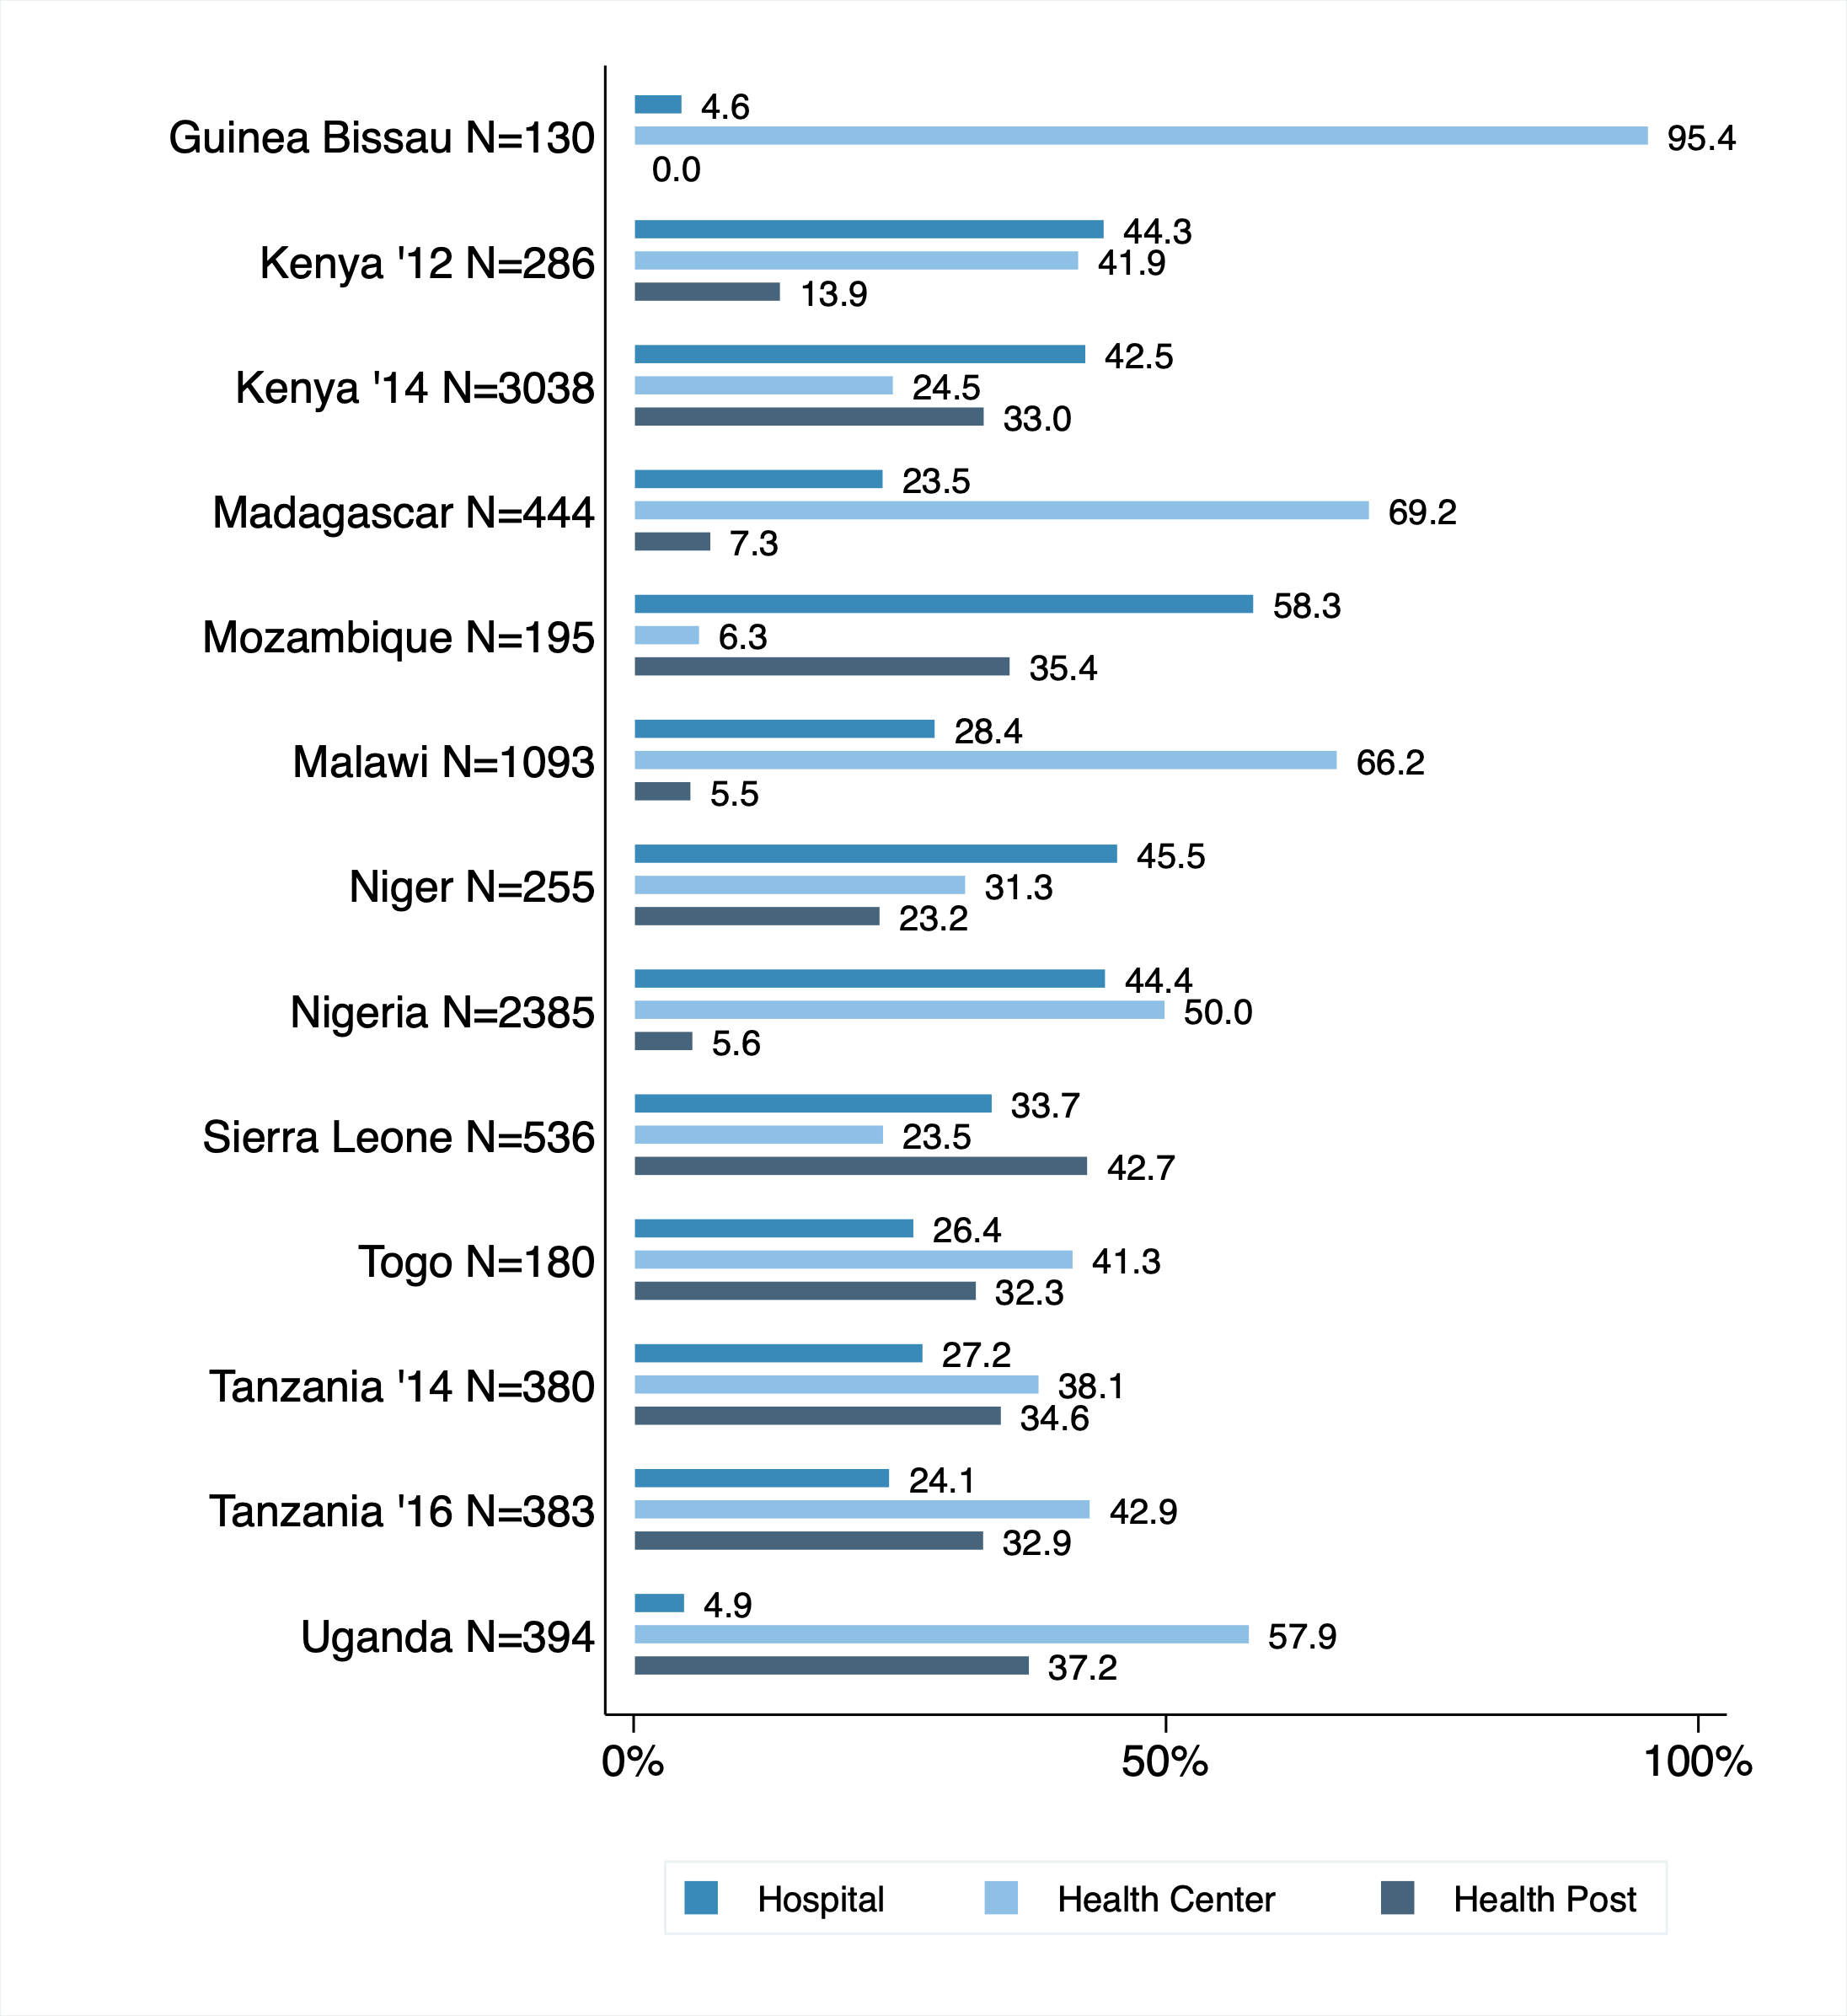 4.6
Guinea Bissau N=130
95.4
0.0
44.3
Kenya '12 N=286
41.9
13.9
42.5
Kenya '14 N=3038
24.5
33.0
23.5
Madagascar N=444
69.2
7.3
58.3
Mozambique N=195
6.3
35.4
28.4
Malawi N=1093
66.2
5.5
45.5
Niger N=255
31.3
23.2
44.4
Nigeria N=2385
50.0
5.6
33.7
Sierra Leone N=536
23.5
42.7
26.4
Togo N=180
41.3
32.3
27.2
Tanzania '14 N=380
38.1
34.6
24.1
Tanzania '16 N=383
42.9
32.9
4.9
Uganda N=394
57.9
37.2
0% 50% 100%
Hospital Health Center Health Post